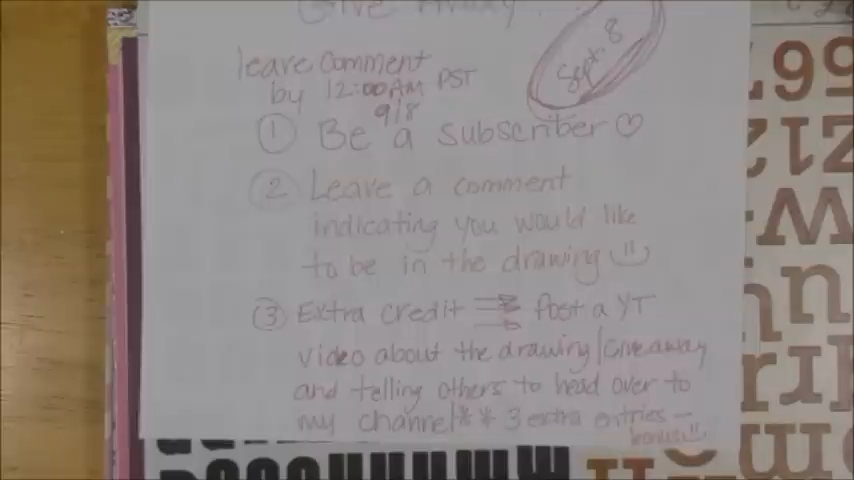 Give Away
Sept. 8
leave comment
by 12:00AM PST
9/8
① Be a subscriber ♡
② Leave a comment
indicating you would like
to be in the drawing
③ Extra credit → Post a YT
video about the drawing/Giveaway
and telling others to head over to
my channel** 3 extra entries -
bonus